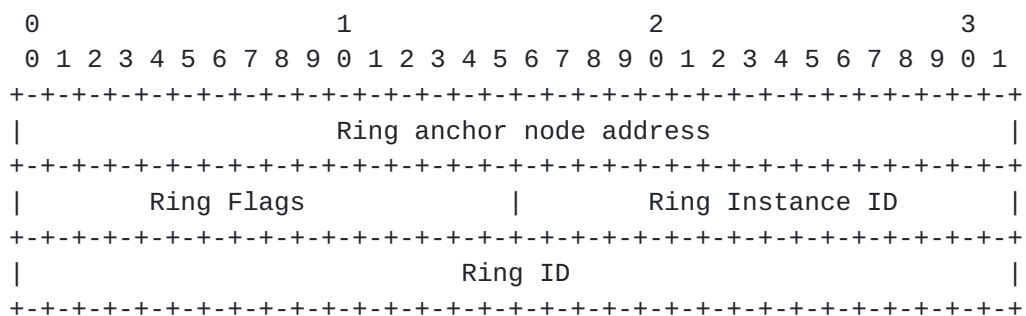 0                   1                   2                   3
 0 1 2 3 4 5 6 7 8 9 0 1 2 3 4 5 6 7 8 9 0 1 2 3 4 5 6 7 8 9 0 1
+-+-+-+-+-+-+-+-+-+-+-+-+-+-+-+-+-+-+-+-+-+-+-+-+-+-+-+-+-+-+-+-+
|                    Ring anchor node address                   |
+-+-+-+-+-+-+-+-+-+-+-+-+-+-+-+-+-+-+-+-+-+-+-+-+-+-+-+-+-+-+-+-+
|        Ring Flags             |        Ring Instance ID       |
+-+-+-+-+-+-+-+-+-+-+-+-+-+-+-+-+-+-+-+-+-+-+-+-+-+-+-+-+-+-+-+-+
|                            Ring ID                            |
+-+-+-+-+-+-+-+-+-+-+-+-+-+-+-+-+-+-+-+-+-+-+-+-+-+-+-+-+-+-+-+-+